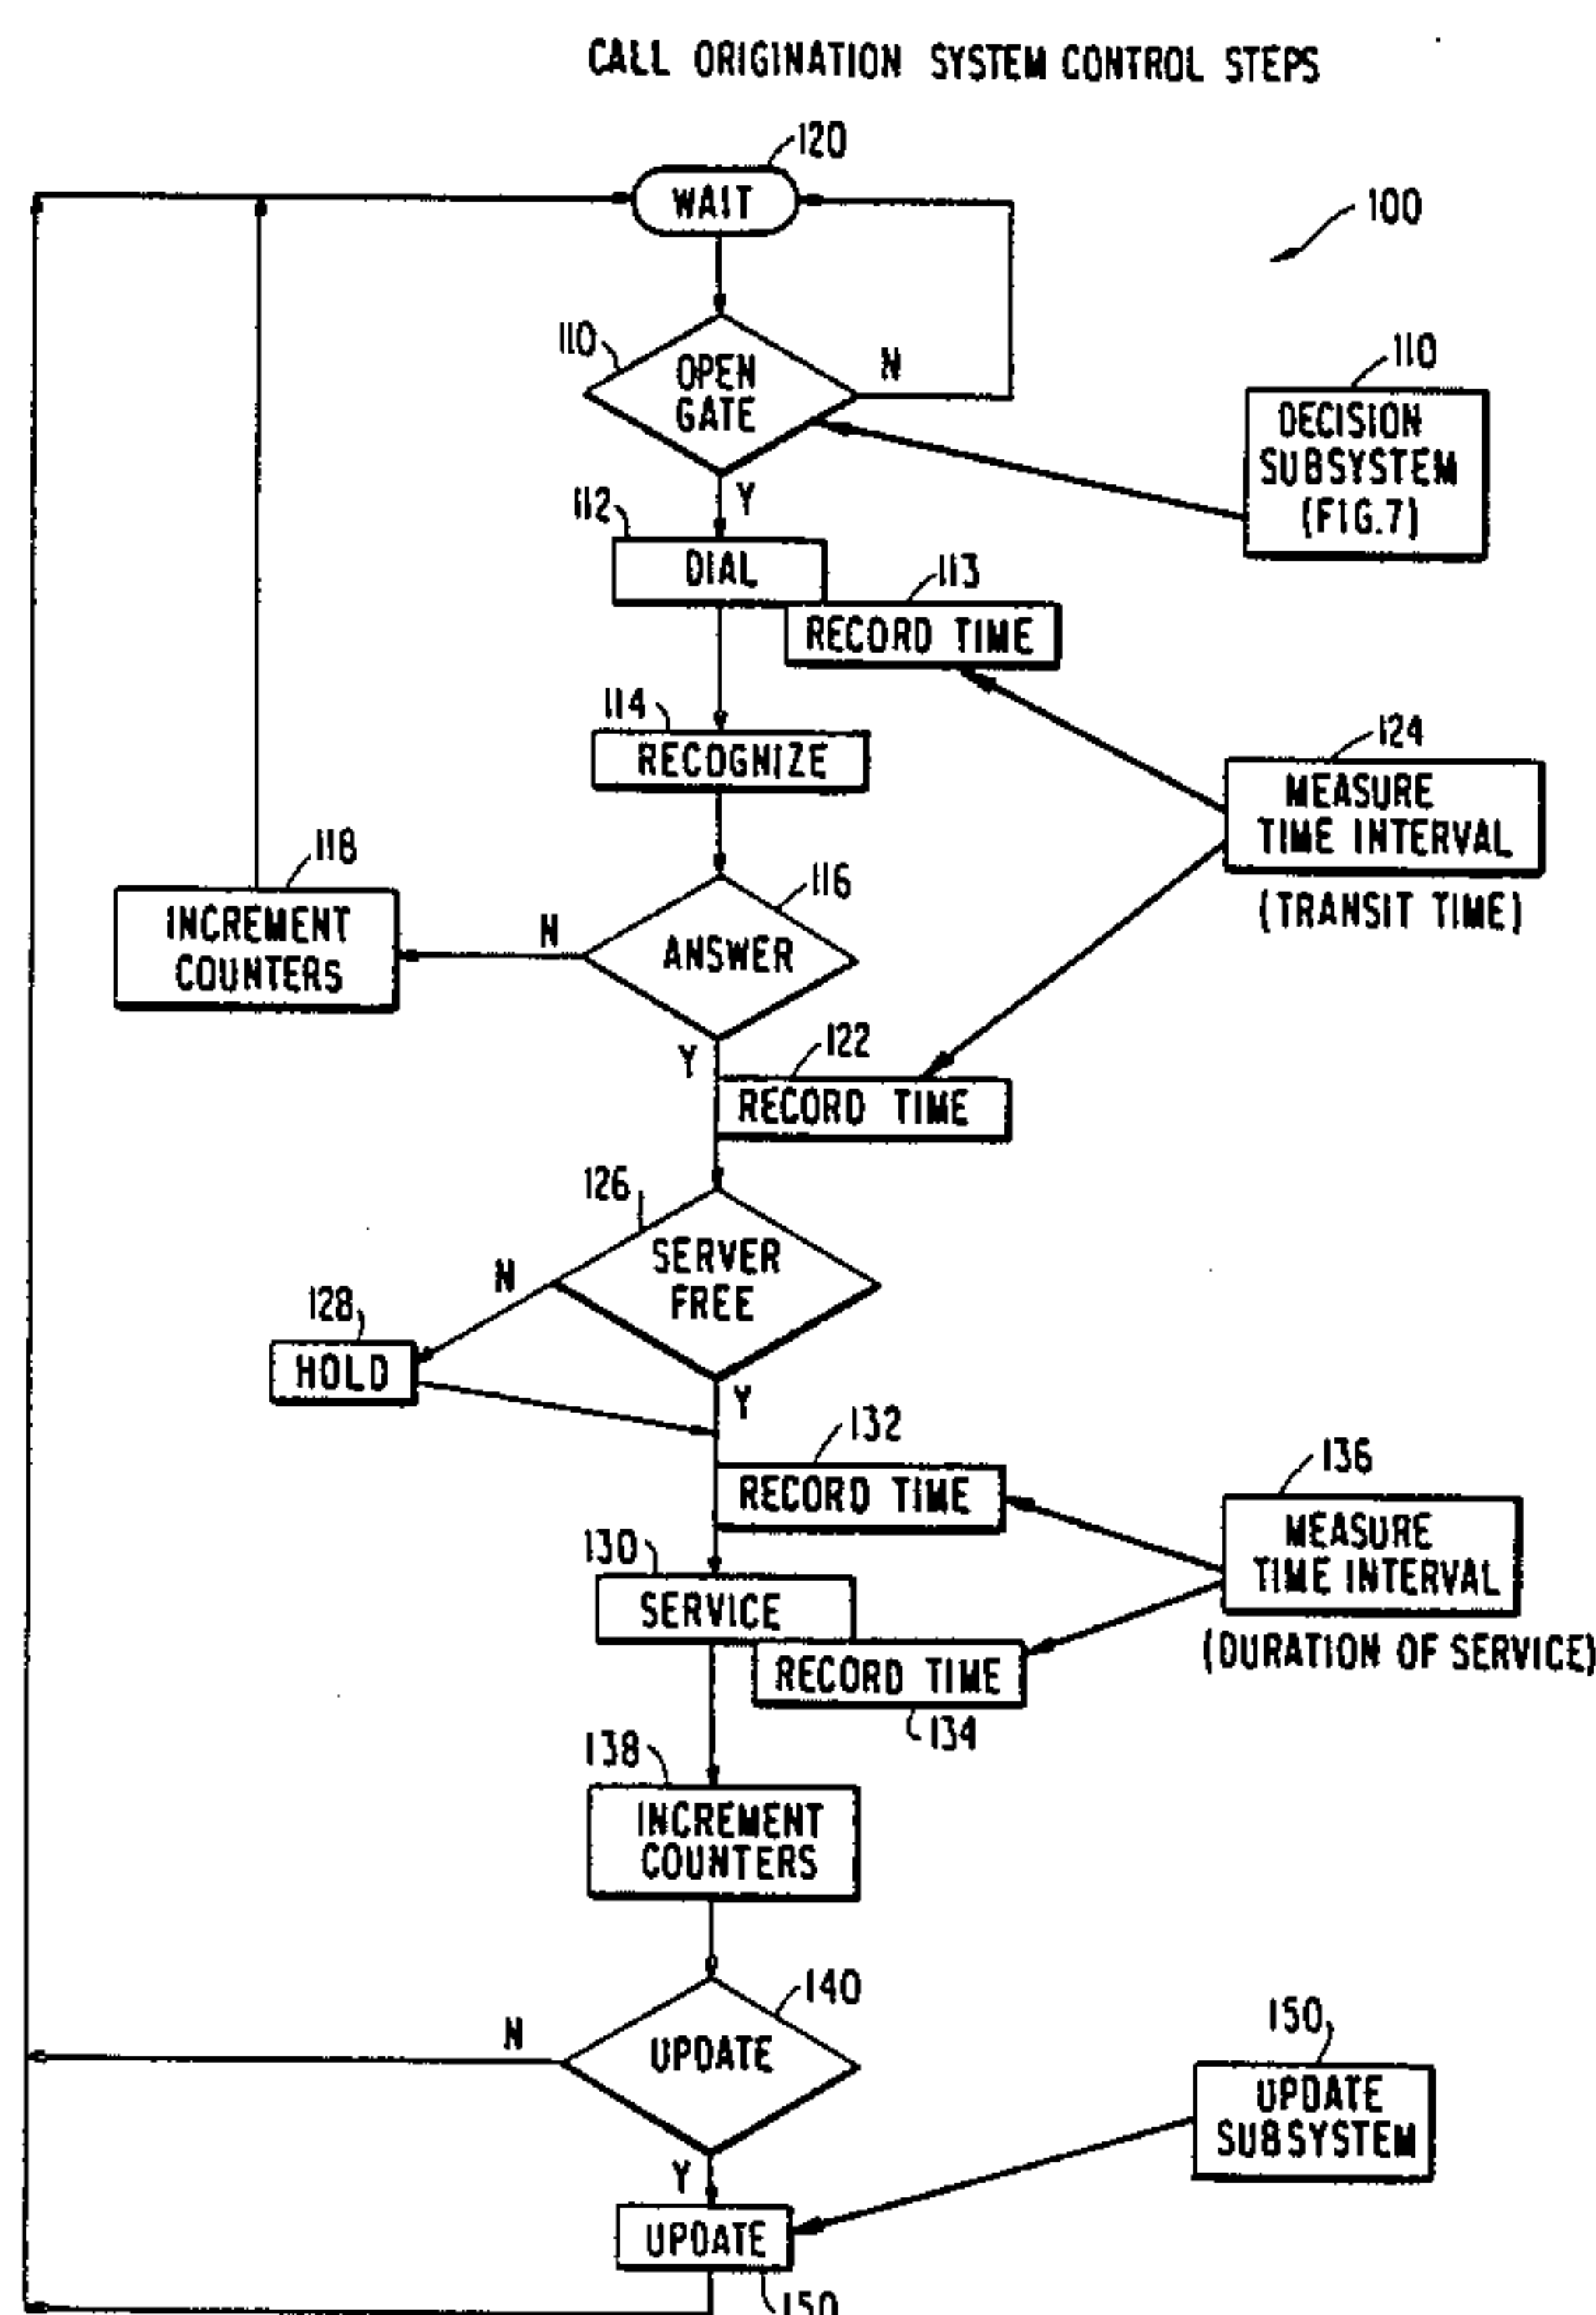 CALL ORIGINATION SYSTEM CONTROL STEPS
120
WAIT
100
110
OPEN
GATE
N
Y
110
DECISION
SUBSYSTEM
(FIG.7)
112
DIAL
113
RECORD TIME
114
RECOGNIZE
124
MEASURE
TIME INTERVAL
(TRANSIT TIME)
118
INCREMENT
COUNTERS
116
ANSWER
N
Y
122
RECORD TIME
126
SERVER
FREE
N
Y
128
HOLD
132
RECORD TIME
136
MEASURE
TIME INTERVAL
(DURATION OF SERVICE)
130
SERVICE
RECORD TIME
134
138
INCREMENT
COUNTERS
140
UPDATE
N
Y
150
UPDATE
SUBSYSTEM
UPDATE
150